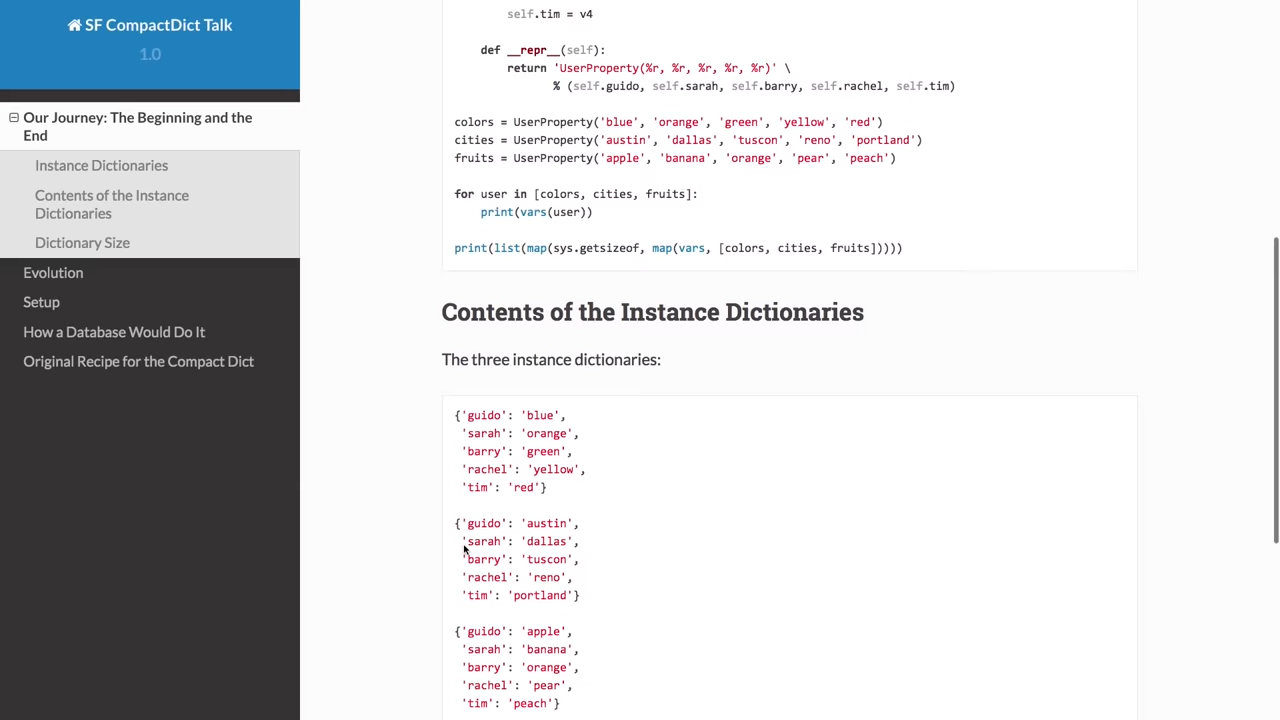 SF CompactDict Talk
1.0
Our Journey: The Beginning and the
End
Instance Dictionaries
Contents of the Instance
Dictionaries
Dictionary Size
Evolution
Setup
How a Database Would Do It
Original Recipe for the Compact Dict
self.tim = v4
def __repr__(self):
return 'UserProperty(%r, %r, %r, %r, %r)' \
% (self.guido, self.sarah, self.barry, self.rachel, self.tim)
colors = UserProperty('blue', 'orange', 'green', 'yellow', 'red')
cities = UserProperty('austin', 'dallas', 'tuscon', 'reno', 'portland')
fruits = UserProperty('apple', 'banana', 'orange', 'pear', 'peach')
for user in [colors, cities, fruits]:
print(vars(user))
print(list(map(sys.getsizeof, map(vars, [colors, cities, fruits]))))
Contents of the Instance Dictionaries
The three instance dictionaries:
{'guido': 'blue',
'sarah': 'orange',
'barry': 'green',
'rachel': 'yellow',
'tim': 'red'}
{'guido': 'austin',
'sarah': 'dallas',
'barry': 'tuscon',
'rachel': 'reno',
'tim': 'portland'}
{'guido': 'apple',
'sarah': 'banana',
'barry': 'orange',
'rachel': 'pear',
'tim': 'peach'}